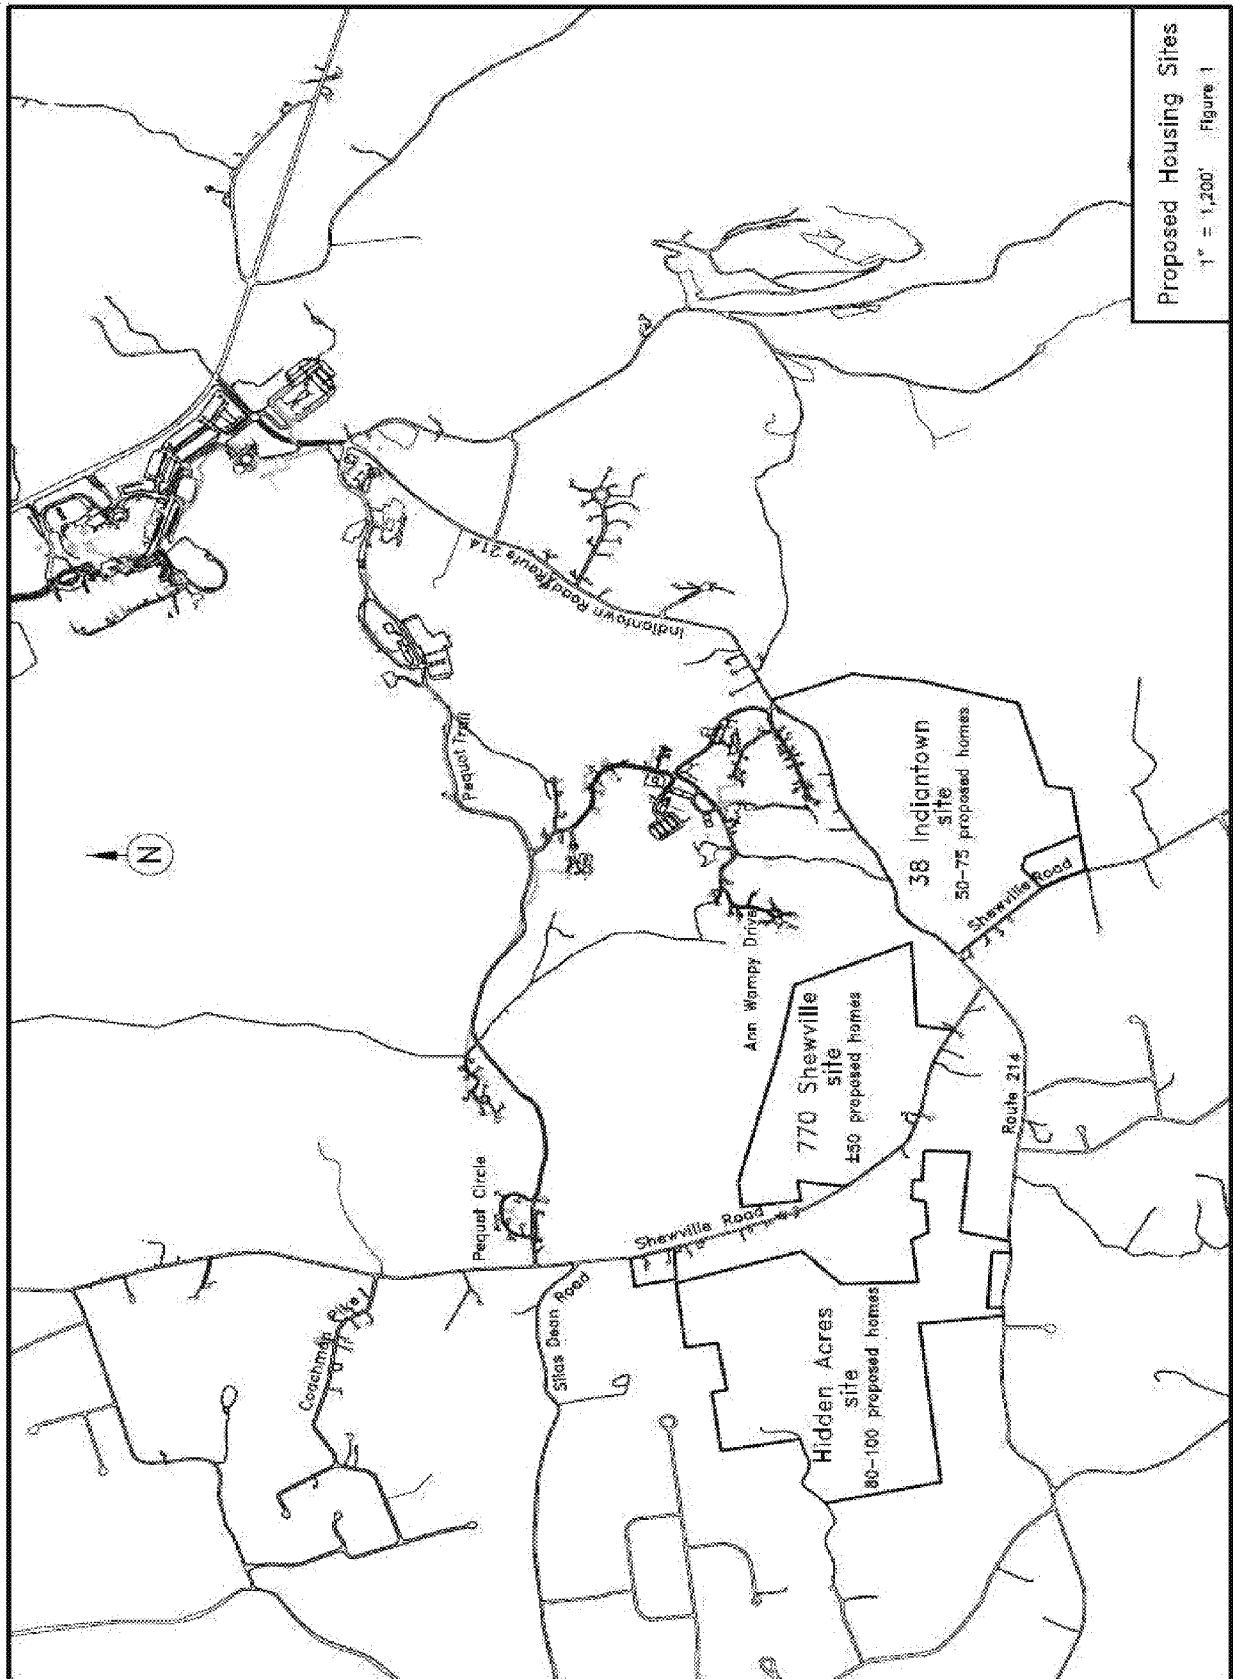 Proposed Housing Sites
1" = 1,200' Figure 1
N
Indiantown Road/Route 214
Pequot Trail
38 Indiantown
site
50-75 proposed homes
Shewville Road
Ann Wampy Drive
770 Shewville
site
±50 proposed homes
Route 214
Pequot Circle
Shewville Road
Silas Dean Road
Coachman Pike
Hidden Acres
site
80-100 proposed homes